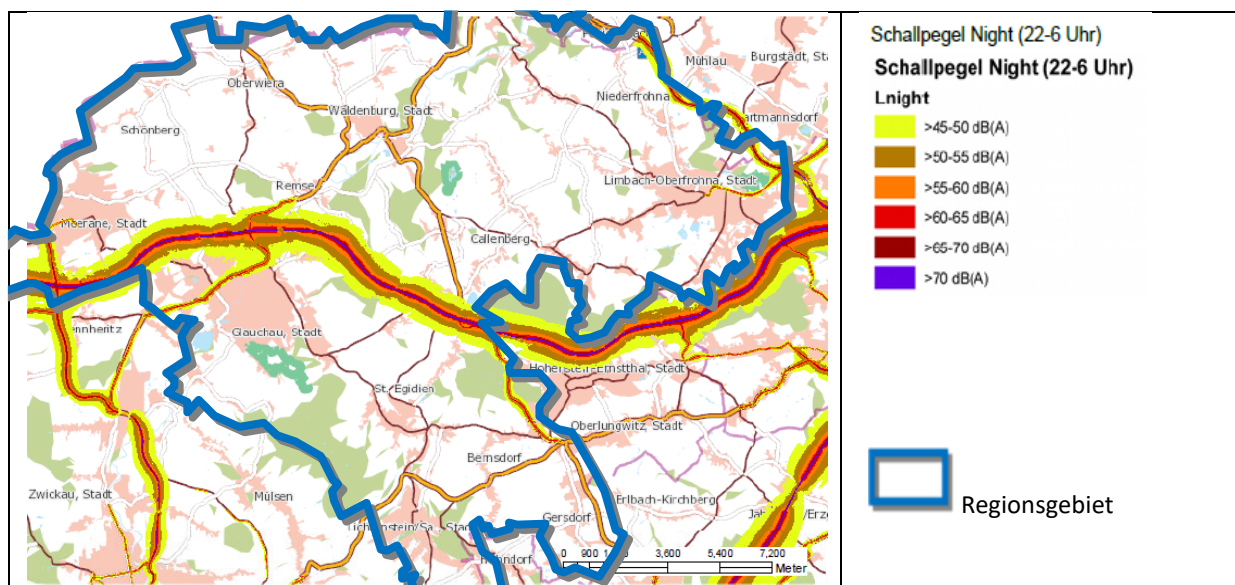 Oberwiera
Mühlau
Burgstädt, Sta
Niederfrohna
artmannsdorf
Waldenburg, Stadt
Schönberg
Limbach-Oberfrohna, Stadt
Remse
Meerane, Stadt
Callenberg
ennheritz
Glauchau, Stadt
Hohenstein-Ernstthal, Stadt
St. Egidien
Oberlungwitz, Stadt
Bernsdorf
Zwickau, Stadt
Mülsen
Erlbach-Kirchberg
Gersdorf
0 900 3,600 5,400 7,200
Meter
Schallpegel Night (22-6 Uhr)
Schallpegel Night (22-6 Uhr)
Lnight
>45-50 dB(A)
>50-55 dB(A)
>55-60 dB(A)
>60-65 dB(A)
>65-70 dB(A)
>70 dB(A)
Regionsgebiet